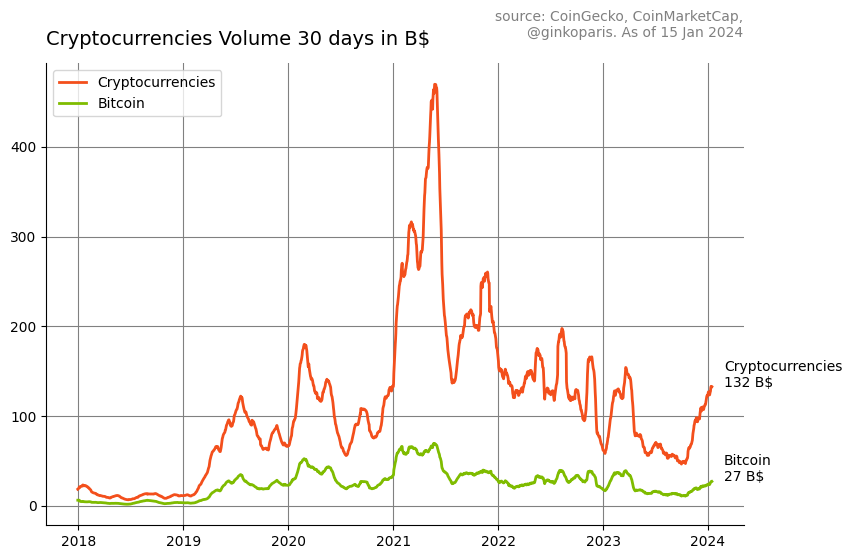 source: CoinGecko, CoinMarketCap,
@ginkoparis. As of 15 Jan 2024
Cryptocurrencies Volume 30 days in B$
Cryptocurrencies
Bitcoin
400
300
200
100
0
Cryptocurrencies
132 B$
Bitcoin
27 B$
2018
2019
2020
2021
2022
2023
2024